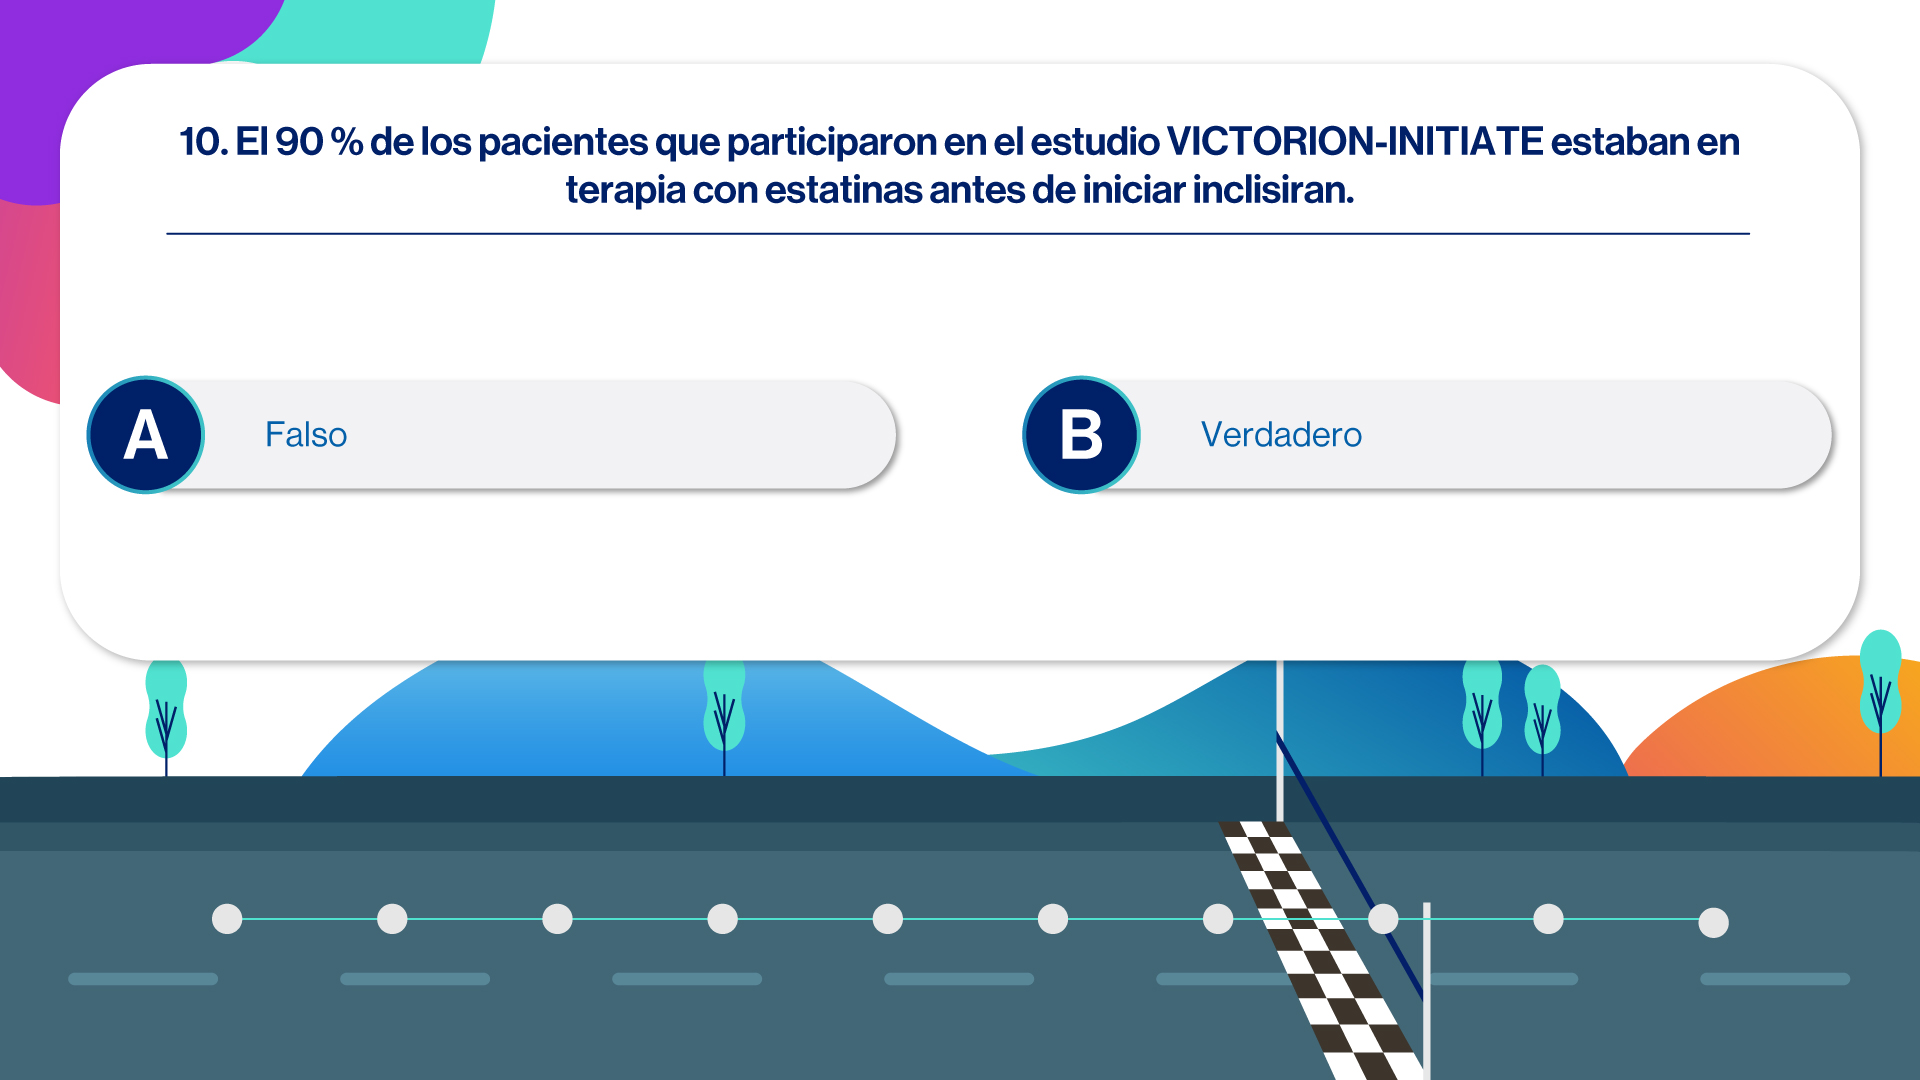 10. El 90 % de los pacientes que participaron en el estudio VICTORION-INITIATE estaban en
terapia con estatinas antes de iniciar inclisiran.
A Falso
B Verdadero